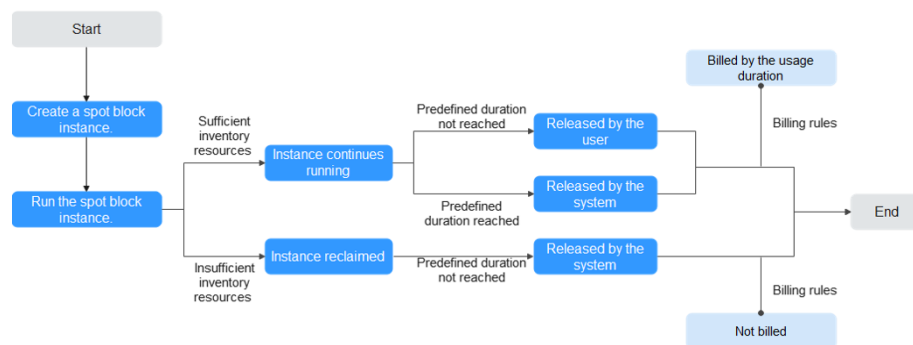 Start
Billed by the usage
duration
Create a spot block
instance.
Sufficient
inventory
resources
Predefined duration
not reached
Released by the
user
Billing rules
Instance continues
running
Run the spot block
instance.
Predefined
duration reached
Released by the
system
End
Insufficient
inventory
resources
Instance reclaimed
Predefined duration
not reached
Released by the
system
Billing rules
Not billed